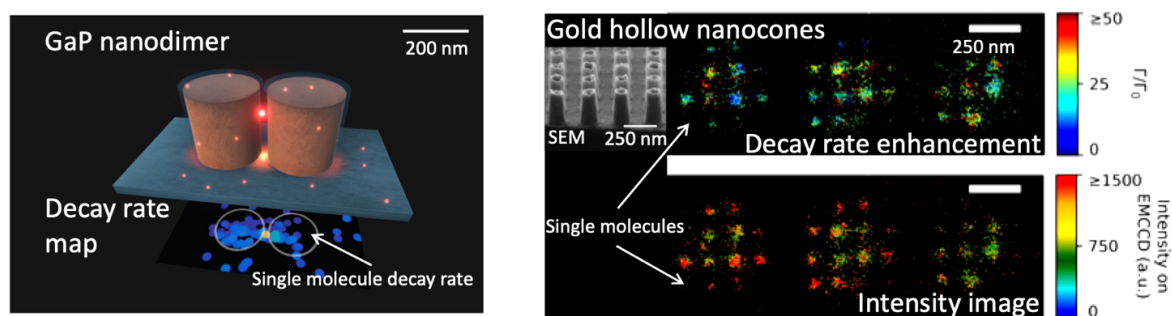 GaP nanodimer
200 nm
Decay rate
map
Single molecule decay rate
Gold hollow nanocones
250 nm
SEM
250 nm
Decay rate enhancement
≥50
25
0
Γ/Γ₀
Single molecules
Intensity image
≥1500
750
0
Intensity on
EMCCD (a.u.)